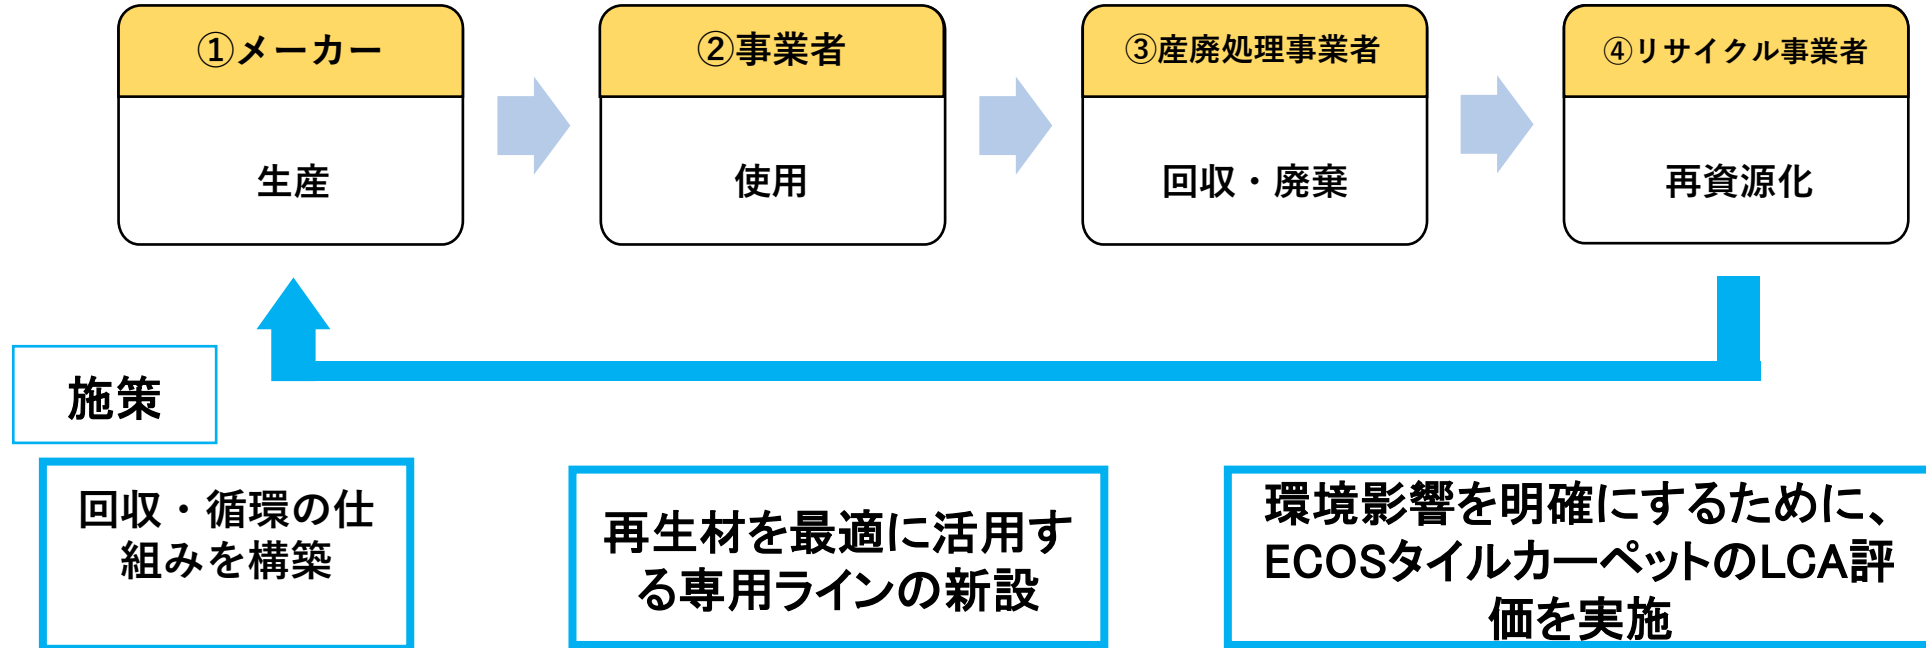 ①メーカー
生産
②事業者
使用
③産廃処理事業者
回収・廃棄
④リサイクル事業者
再資源化
施策
回収・循環の仕
組みを構築
再生材を最適に活用す
る専用ラインの新設
環境影響を明確にするために、
ECOSタイルカーペットのLCA評
価を実施